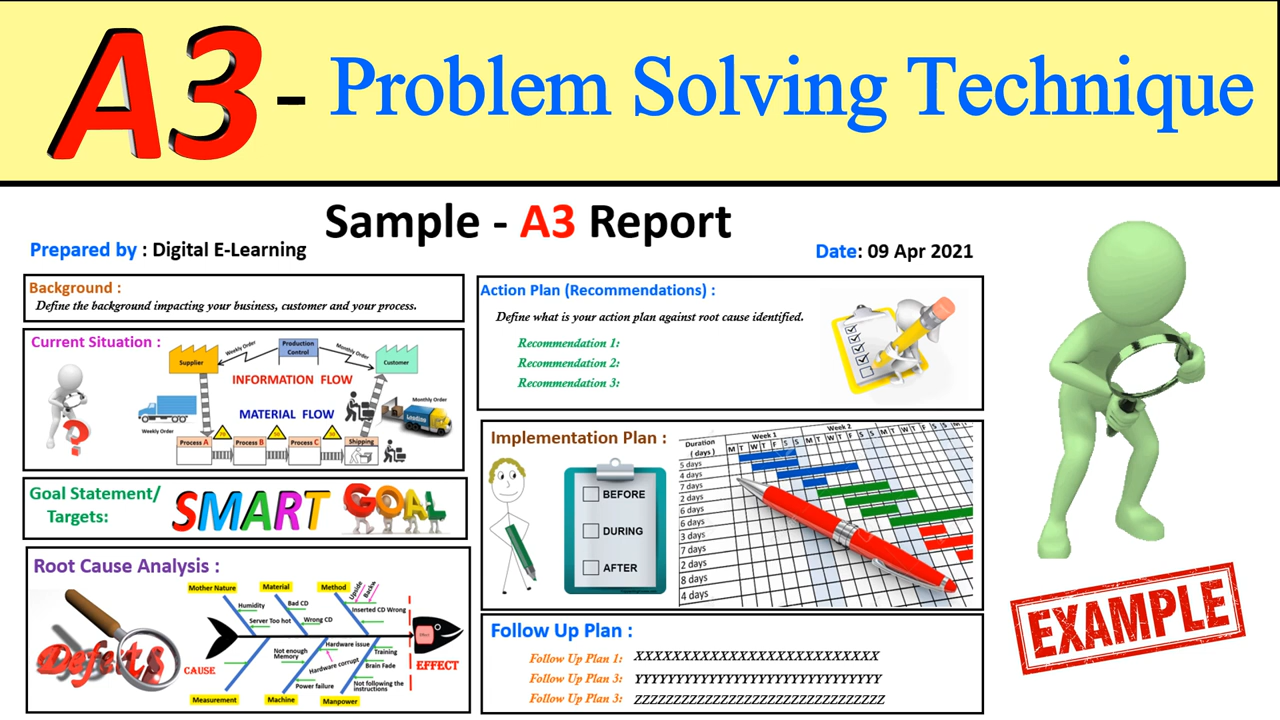 A3 - Problem Solving Technique
Sample - A3 Report
Prepared by : Digital E-Learning
Date: 09 Apr 2021
Background :
Define the background impacting your business, customer and your process.
Current Situation :
Supplier
Weekly Order
Production
Control
Monthly Order
Customer
INFORMATION FLOW
MATERIAL FLOW
Weekly Order
Monthly Order
Process A
Process B
Process C
Shipping
Goal Statement/
Targets:
SMART GOAL
Root Cause Analysis :
Defects
Mother Nature
Material
Method
Humidity
Server Too hot
Bad CD
Wrong CD
Upside
Inserted CD Wrong
CAUSE
Effect
EFFECT
Not enough
Memory
Power failure
Hardware issue
Hardware corrupt
Training
Brain Fade
Not following the
instructions
Measurement
Machine
Manpower
Action Plan (Recommendations) :
Define what is your action plan against root cause identified.
Recommendation 1:
Recommendation 2:
Recommendation 3:
Implementation Plan :
BEFORE
DURING
AFTER
Duration
( days )
Week 1
Week 2
M T W T F S S M T W T F S S
5 days
4 days
7 days
2 days
6 days
6 days
3 days
7 days
2 days
8 days
4 days
Follow Up Plan :
Follow Up Plan 1: XXXXXXXXXXXXXXXXXXXXXXXXXXX
Follow Up Plan 3: YYYYYYYYYYYYYYYYYYYYYYYYYYYYYY
Follow Up Plan 3: ZZZZZZZZZZZZZZZZZZZZZZZZZZZ
EXAMPLE